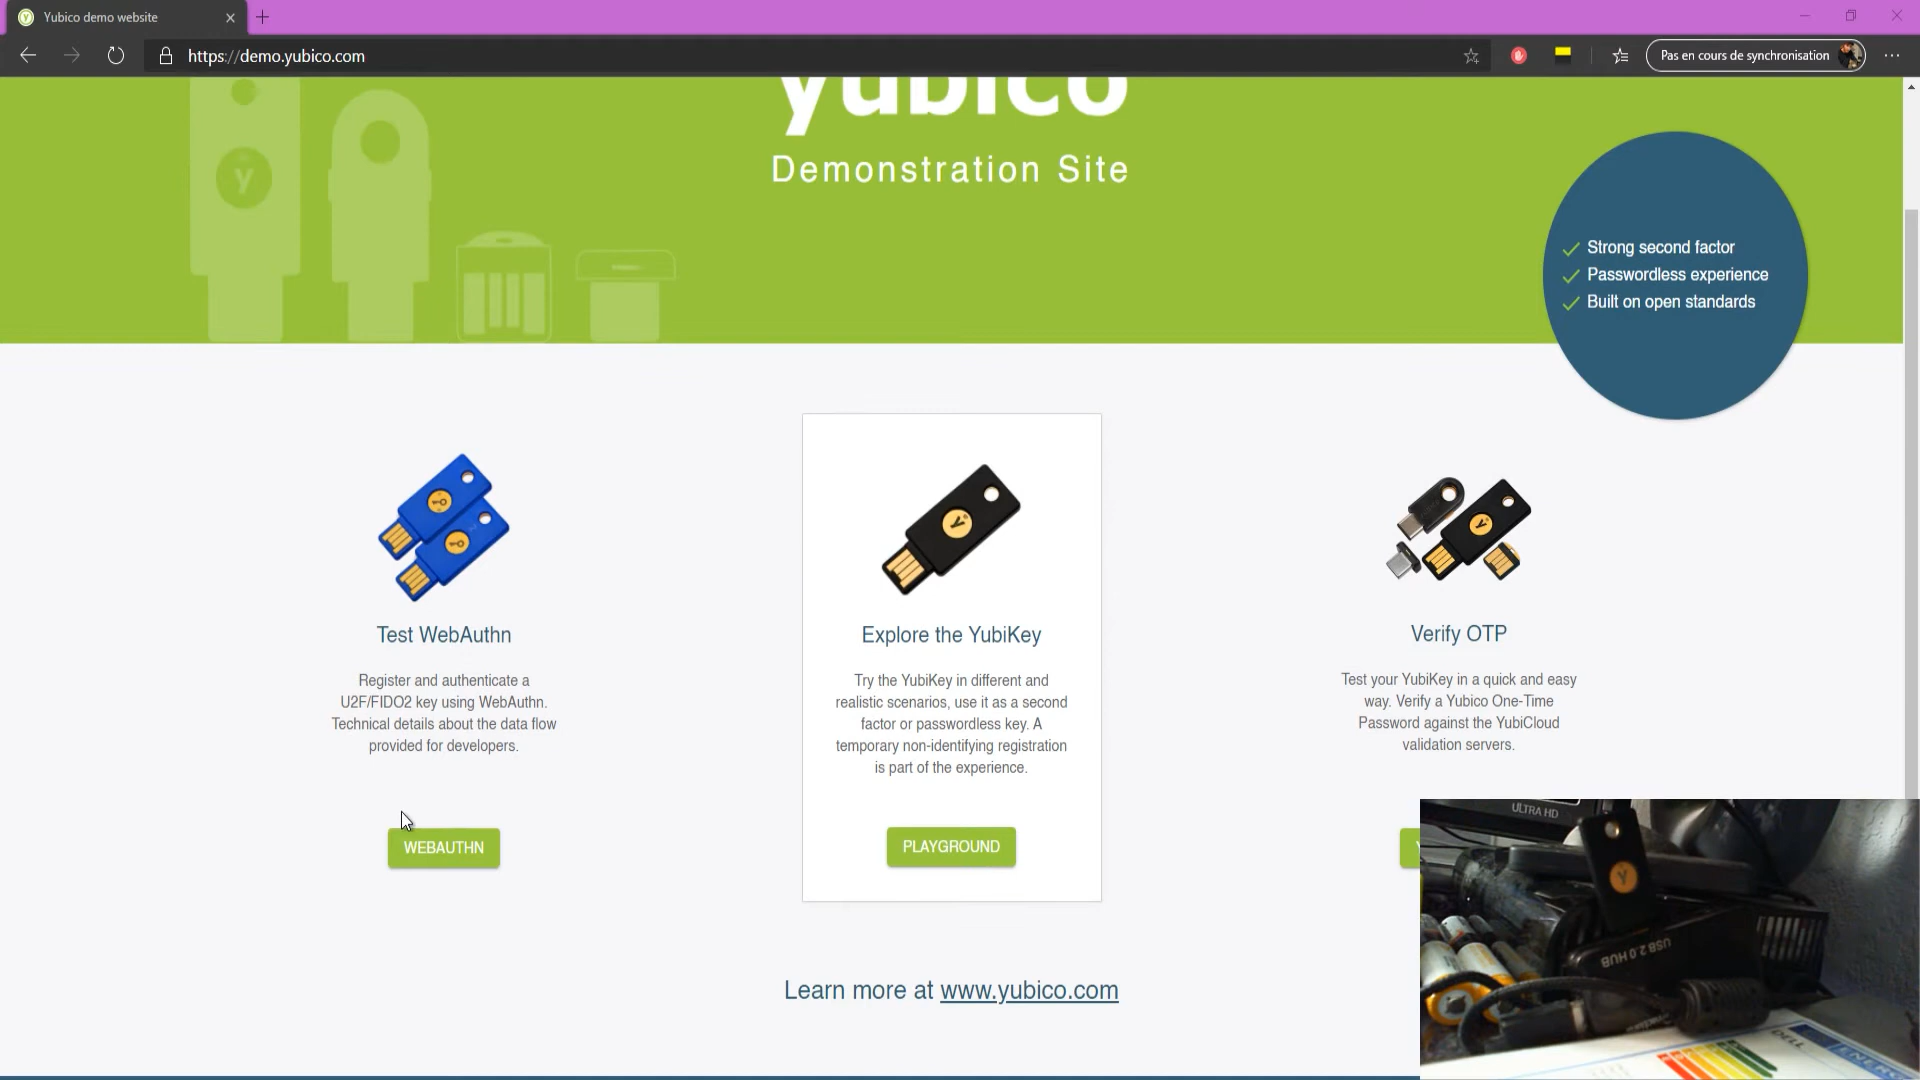 Yubico demo website
https://demo.yubico.com
Pas en cours de synchronisation
yubico
Demonstration Site
Strong second factor
Passwordless experience
Built on open standards
Test WebAuthn
Register and authenticate a
U2F/FIDO2 key using WebAuthn.
Technical details about the data flow
provided for developers.
WEBAUTHN
Explore the YubiKey
Try the YubiKey in different and
realistic scenarios, use it as a second
factor or passwordless key. A
temporary non-identifying registration
is part of the experience.
PLAYGROUND
Verify OTP
Test your YubiKey in a quick and easy
way. Verify a Yubico One-Time
Password against the YubiCloud
validation servers.
Learn more at www.yubico.com
ULTRA HD
Y
USB 2.0 HUB
DELL
ENERG